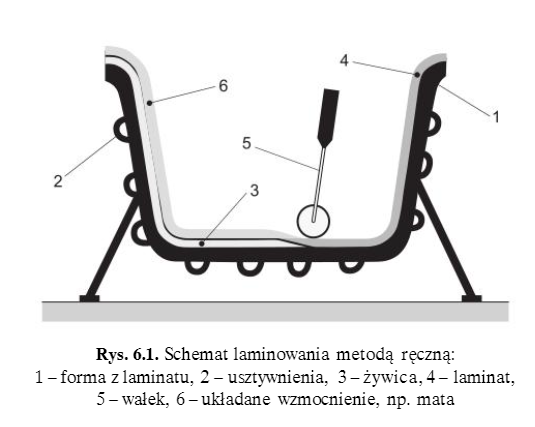 4
6
1
5
2
3
Rys. 6.1. Schemat laminowania metodą ręczną:
1 – forma z laminatu, 2 – usztywnienia, 3 – żywica, 4 – laminat,
5 – wałek, 6 – układane wzmocnienie, np. mata